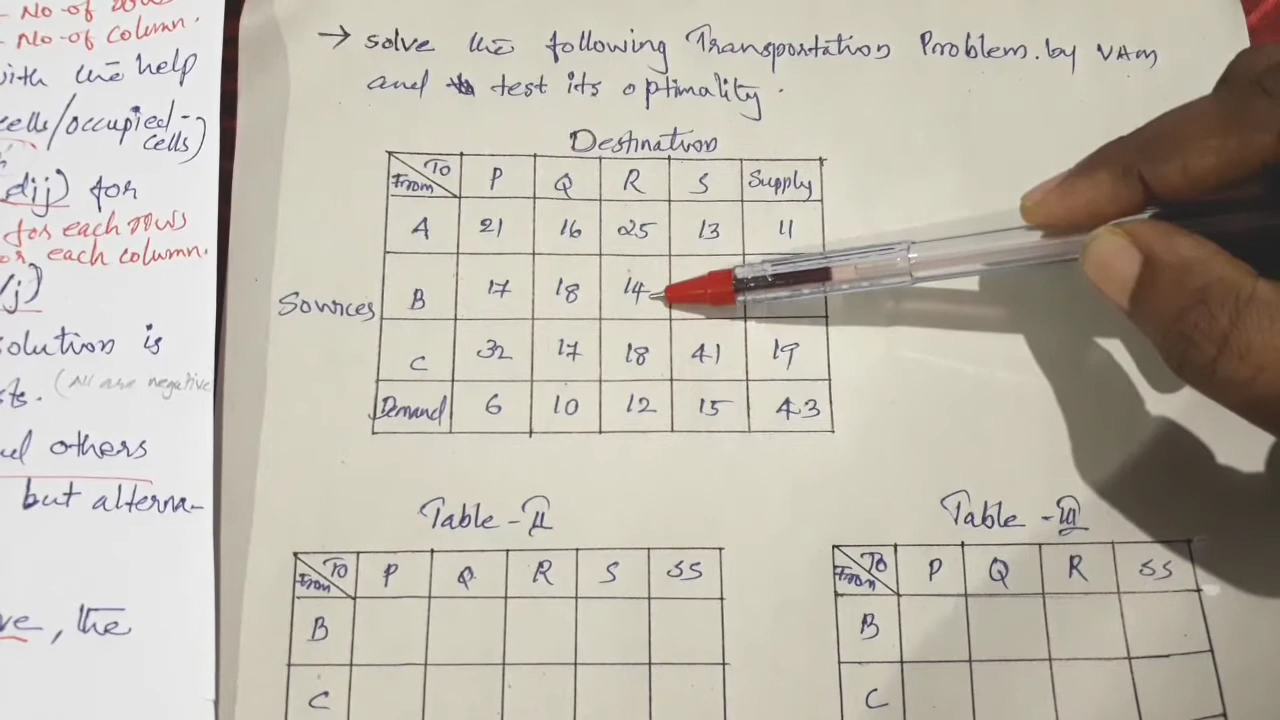 - No of
- No of column.
with the help
cells/occupied-
cells)
dij) for
for each rows
each column.
solution is
(All are negative
others
but alterna-
the
→ solve the following Transportation Problem. by VAM
and test its optimality.
Destination
To From P Q R S Supply
A 21 16 25 13 11
Sources B 17 18 14
C 32 17 18 41 19
Demand 6 10 12 15 43
Table - II Table - III
To From P Q R S SS To From P Q R SS
B B
C C